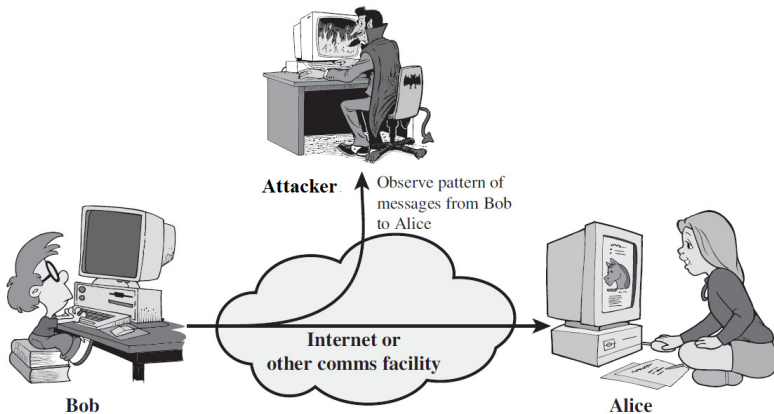 Attacker
Observe pattern of
messages from Bob
to Alice
Internet or
other comms facility
Bob
Alice